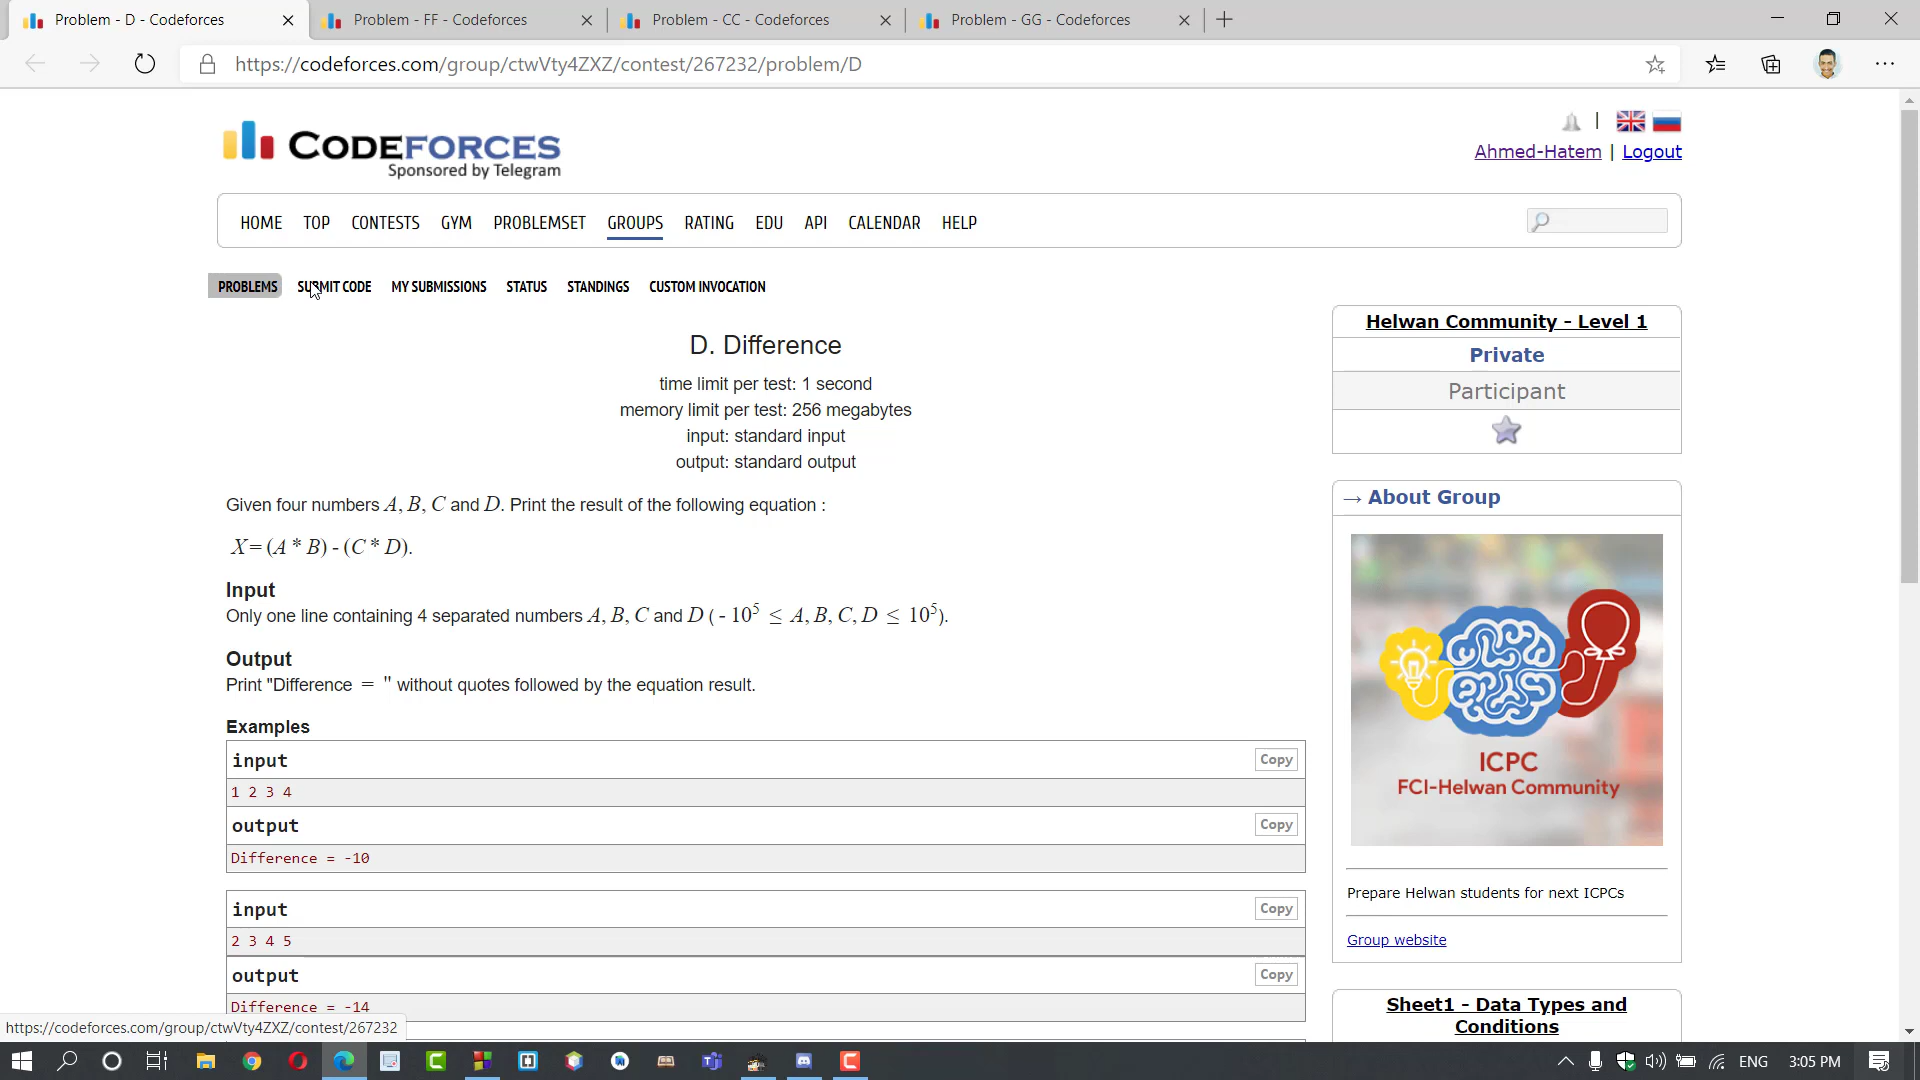 Problem - D - Codeforces
Problem - FF - Codeforces
Problem - CC - Codeforces
Problem - GG - Codeforces
https://codeforces.com/group/ctwVty4ZXZ/contest/267232/problem/D
CODEFORCES
Sponsored by Telegram
|
Ahmed-Hatem | Logout
HOME TOP CONTESTS GYM PROBLEMSET GROUPS RATING EDU API CALENDAR HELP
PROBLEMS SUBMIT CODE MY SUBMISSIONS STATUS STANDINGS CUSTOM INVOCATION
D. Difference
time limit per test: 1 second
memory limit per test: 256 megabytes
input: standard input
output: standard output
Given four numbers A, B, C and D. Print the result of the following equation :
X = (A * B) - (C * D).
Input
Only one line containing 4 separated numbers A, B, C and D ( - 10⁵ ≤ A, B, C, D ≤ 10⁵).
Output
Print "Difference = " without quotes followed by the equation result.
Examples
input
Copy
1 2 3 4
output
Copy
Difference = -10
input
Copy
2 3 4 5
output
Copy
Difference = -14
Helwan Community - Level 1
Private
Participant
→ About Group
ICPC
FCI-Helwan Community
Prepare Helwan students for next ICPCs
Group website
Sheet1 - Data Types and
Conditions
https://codeforces.com/group/ctwVty4ZXZ/contest/267232
ENG
3:05 PM